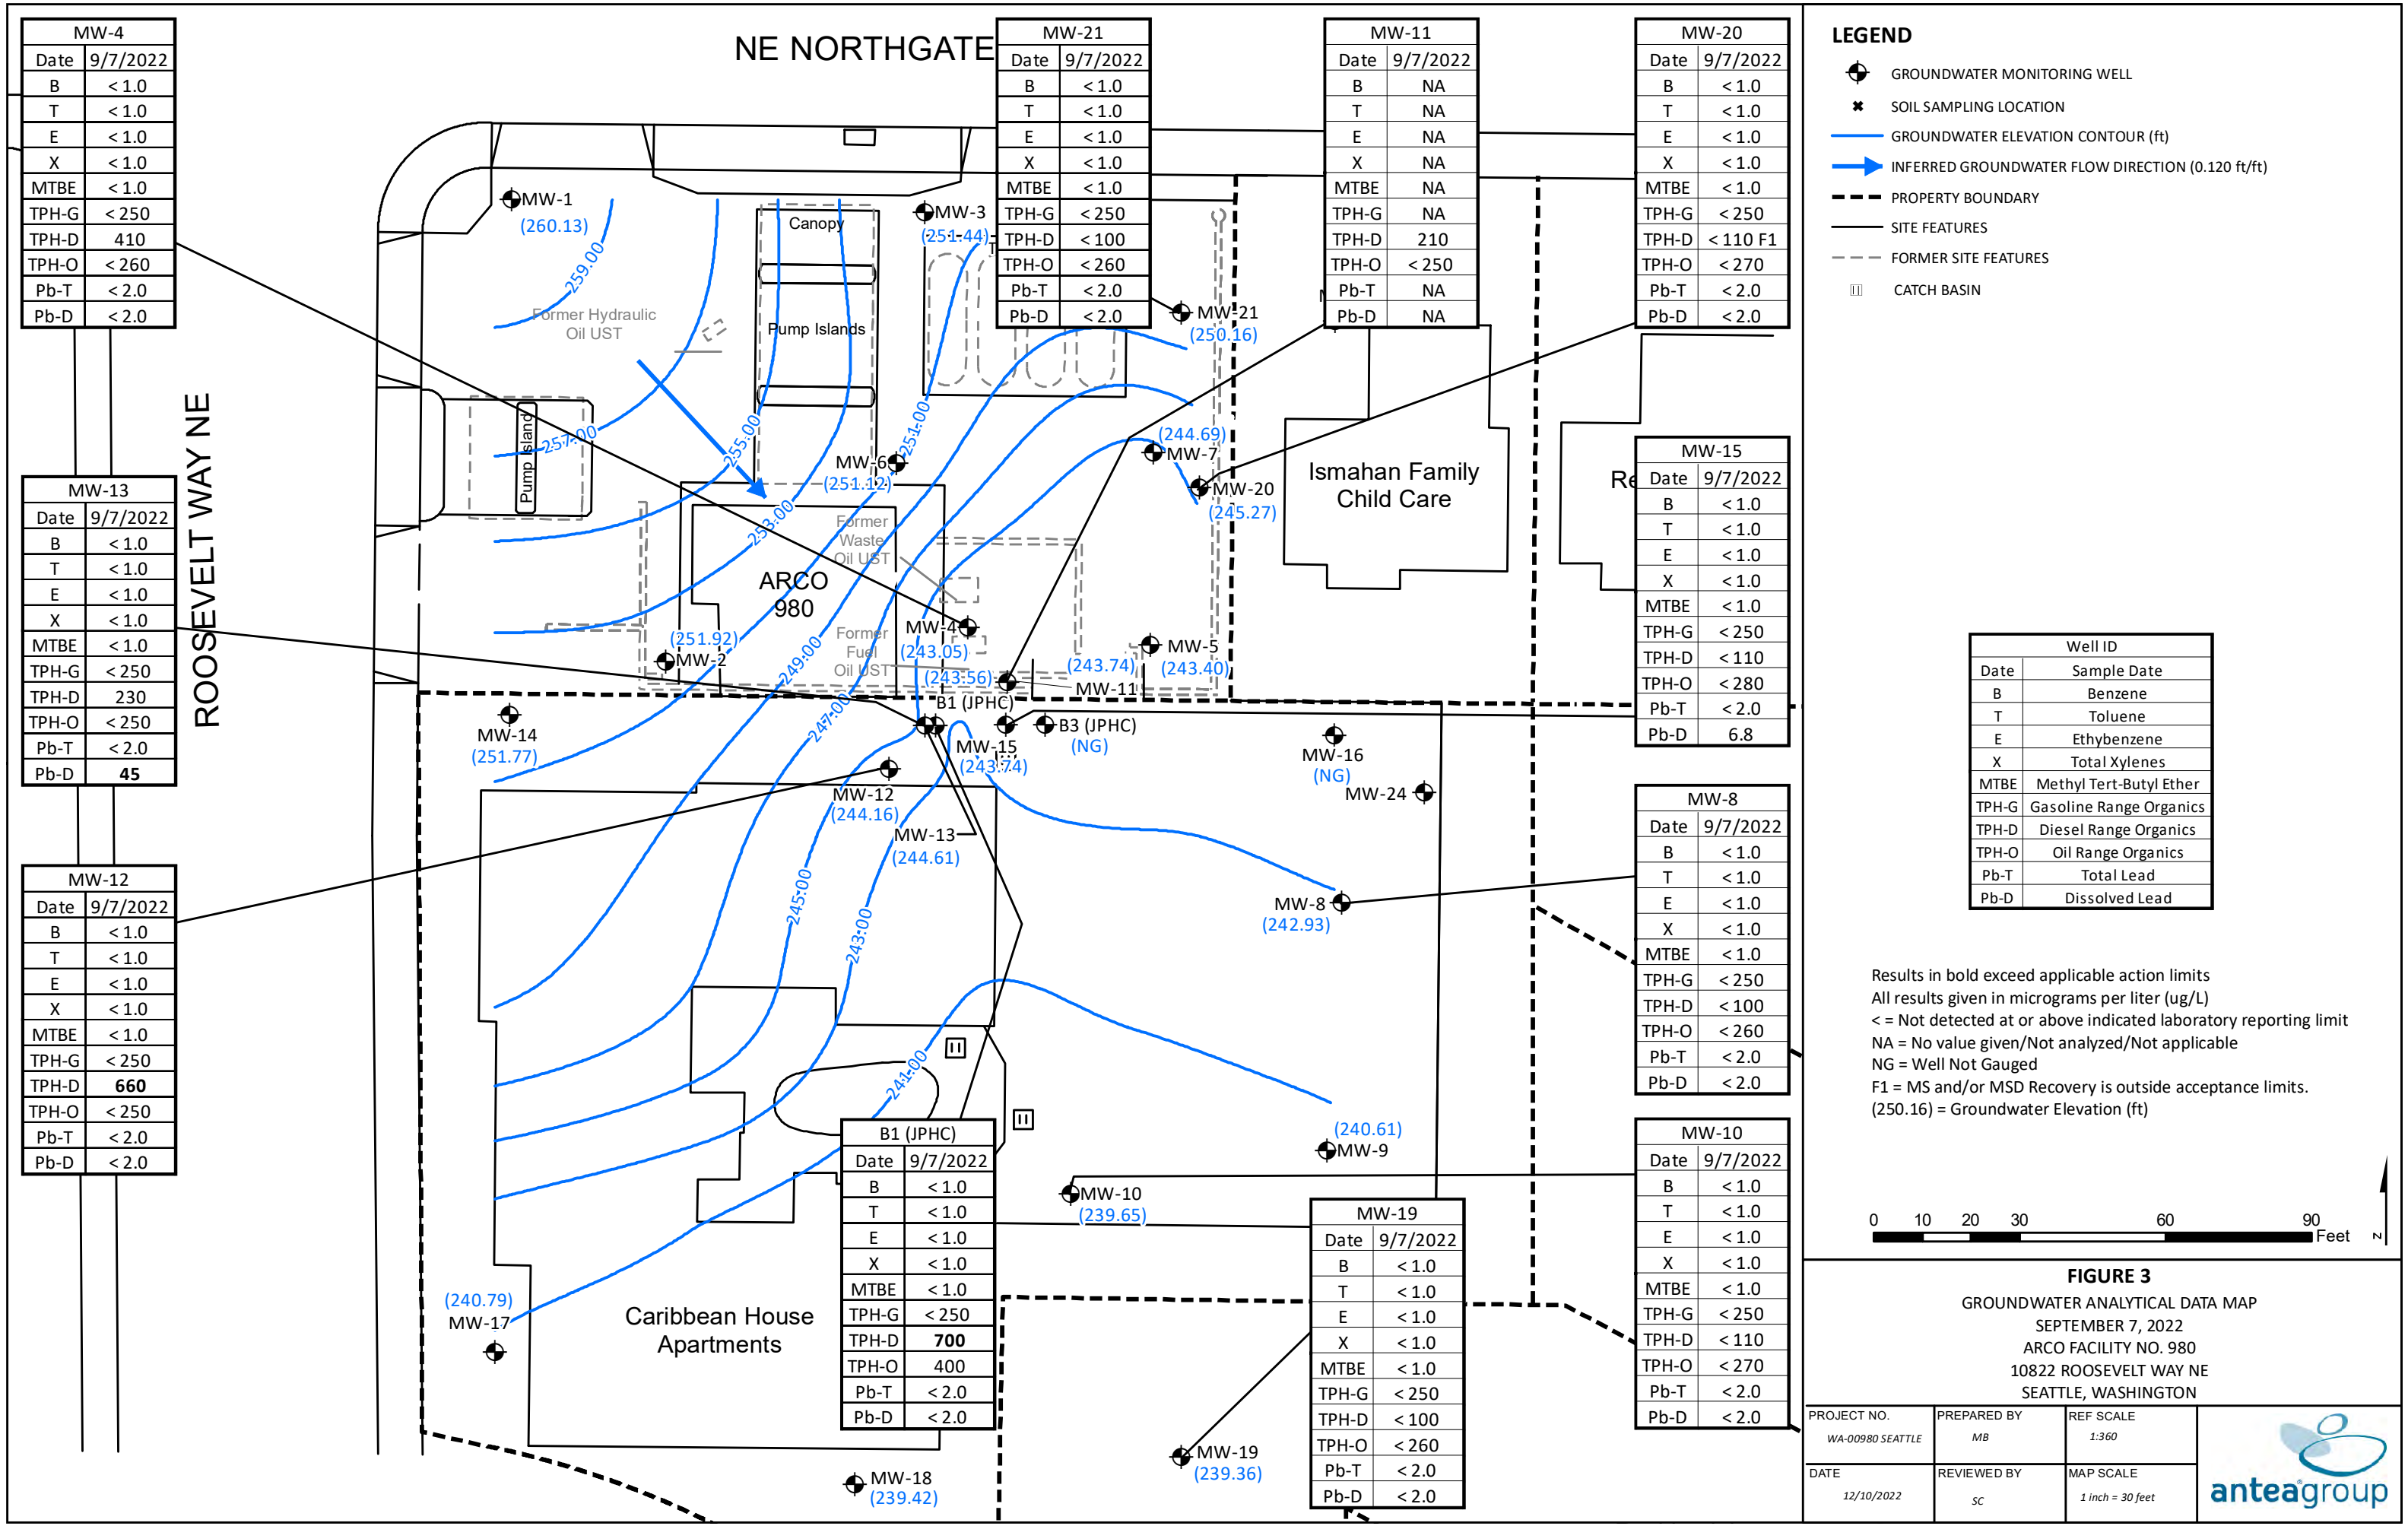 MW-4
Date 9/7/2022
B < 1.0
T < 1.0
E < 1.0
X < 1.0
MTBE < 1.0
TPH-G < 250
TPH-D 410
TPH-O < 260
Pb-T < 2.0
Pb-D < 2.0
MW-13
Date 9/7/2022
B < 1.0
T < 1.0
E < 1.0
X < 1.0
MTBE < 1.0
TPH-G < 250
TPH-D 230
TPH-O < 250
Pb-T < 2.0
Pb-D 45
MW-12
Date 9/7/2022
B < 1.0
T < 1.0
E < 1.0
X < 1.0
MTBE < 1.0
TPH-G < 250
TPH-D 660
TPH-O < 250
Pb-T < 2.0
Pb-D < 2.0
ROOSEVELT WAY NE
NE NORTHGATE
MW-21
Date 9/7/2022
B < 1.0
T < 1.0
E < 1.0
X < 1.0
MTBE < 1.0
TPH-G < 250
TPH-D < 100
TPH-O < 260
Pb-T < 2.0
Pb-D < 2.0
MW-11
Date 9/7/2022
B NA
T NA
E NA
X NA
MTBE NA
TPH-G NA
TPH-D 210
TPH-O < 250
Pb-T NA
Pb-D NA
MW-20
Date 9/7/2022
B < 1.0
T < 1.0
E < 1.0
X < 1.0
MTBE < 1.0
TPH-G < 250
TPH-D < 110 F1
TPH-O < 270
Pb-T < 2.0
Pb-D < 2.0
MW-15
Date 9/7/2022
B < 1.0
T < 1.0
E < 1.0
X < 1.0
MTBE < 1.0
TPH-G < 250
TPH-D < 110
TPH-O < 280
Pb-T < 2.0
Pb-D 6.8
MW-8
Date 9/7/2022
B < 1.0
T < 1.0
E < 1.0
X < 1.0
MTBE < 1.0
TPH-G < 250
TPH-D < 100
TPH-O < 260
Pb-T < 2.0
Pb-D < 2.0
MW-10
Date 9/7/2022
B < 1.0
T < 1.0
E < 1.0
X < 1.0
MTBE < 1.0
TPH-G < 250
TPH-D < 110
TPH-O < 270
Pb-T < 2.0
Pb-D < 2.0
B1 (JPHC)
Date 9/7/2022
B < 1.0
T < 1.0
E < 1.0
X < 1.0
MTBE < 1.0
TPH-G < 250
TPH-D 700
TPH-O 400
Pb-T < 2.0
Pb-D < 2.0
MW-19
Date 9/7/2022
B < 1.0
T < 1.0
E < 1.0
X < 1.0
MTBE < 1.0
TPH-G < 250
TPH-D < 100
TPH-O < 260
Pb-T < 2.0
Pb-D < 2.0
MW-1
(260.13)
259.00
Former Hydraulic
Oil UST
Canopy
Pump Islands
MW-3
(251.44)
MW-21
(250.16)
Pump Island
257.00
255.00
253.00
251.00
249.00
247.00
245.00
243.00
241.00
MW-6
(251.12)
(244.69)
MW-7
MW-20
(245.27)
Ismahan Family
Child Care
Re
Former
Waste
Oil UST
ARCO
980
Former
Fuel
Oil UST
(251.92)
MW-2
MW-4
(243.05)
(243.56)
(243.74)
MW-5
(243.40)
MW-11
B1 (JPHC)
MW-14
(251.77)
MW-15
(243.74)
B3 (JPHC)
(NG)
MW-16
(NG)
MW-24
MW-12
(244.16)
MW-13
(244.61)
MW-8
(242.93)
(240.61)
MW-9
MW-10
(239.65)
(240.79)
MW-17
Caribbean House
Apartments
MW-18
(239.42)
MW-19
(239.36)
LEGEND
GROUNDWATER MONITORING WELL
SOIL SAMPLING LOCATION
GROUNDWATER ELEVATION CONTOUR (ft)
INFERRED GROUNDWATER FLOW DIRECTION (0.120 ft/ft)
PROPERTY BOUNDARY
SITE FEATURES
FORMER SITE FEATURES
CATCH BASIN
Well ID
Date Sample Date
B Benzene
T Toluene
E Ethybenzene
X Total Xylenes
MTBE Methyl Tert-Butyl Ether
TPH-G Gasoline Range Organics
TPH-D Diesel Range Organics
TPH-O Oil Range Organics
Pb-T Total Lead
Pb-D Dissolved Lead
Results in bold exceed applicable action limits
All results given in micrograms per liter (ug/L)
< = Not detected at or above indicated laboratory reporting limit
NA = No value given/Not analyzed/Not applicable
NG = Well Not Gauged
F1 = MS and/or MSD Recovery is outside acceptance limits.
(250.16) = Groundwater Elevation (ft)
0 10 20 30 60 90
Feet
N
FIGURE 3
GROUNDWATER ANALYTICAL DATA MAP
SEPTEMBER 7, 2022
ARCO FACILITY NO. 980
10822 ROOSEVELT WAY NE
SEATTLE, WASHINGTON
PROJECT NO. PREPARED BY REF SCALE
WA-00980 SEATTLE MB 1:360
DATE REVIEWED BY MAP SCALE
12/10/2022 SC 1 inch = 30 feet
anteagroup